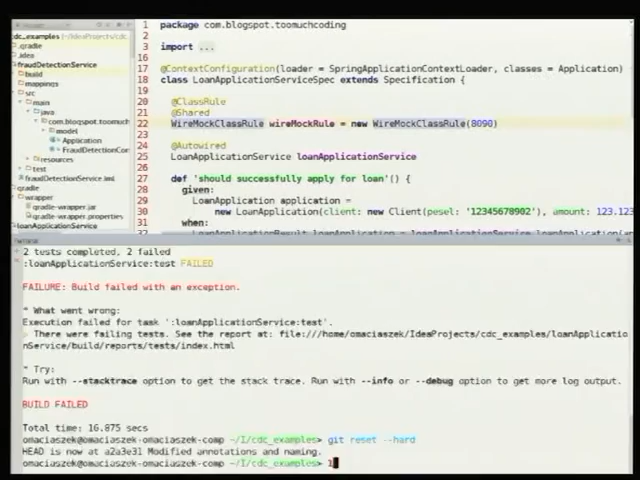 cdc_examples (~/IdeaProjects/cdc_
.gradle
.idea
fraudDetectionService
build
mappings
src
main
java
com.blogspot.toomuch
model
Application
FraudDetectionCor
resources
test
fraudDetectionService.iml
gradle
wrapper
gradle-wrapper.jar
gradle-wrapper.properties
loanApplicationService
1 package com.blogspot.toomuchcoding
2
3 import ...
16
17 @ContextConfiguration(loader = SpringApplicationContextLoader, classes = Application)
18 class LoanApplicationServiceSpec extends Specification {
19
20 @ClassRule
21 @Shared
22 WireMockClassRule wireMockRule = new WireMockClassRule(8090)
23
24 @Autowired
25 LoanApplicationService loanApplicationService
26
27 def 'should successfully apply for loan'() {
28 given:
29 LoanApplication application =
30 new LoanApplication(client: new Client(pesel: '12345678902'), amount: 123.123
31 when:
32 LoanApplicationResult loanApplication = loanApplicationService.loanApplication(ap
2 tests completed, 2 failed
:loanApplicationService:test FAILED
FAILURE: Build failed with an exception.
* What went wrong:
Execution failed for task ':loanApplicationService:test'.
> There were failing tests. See the report at: file:///home/omaciaszek/IdeaProjects/cdc_examples/loanApplicatio
nService/build/reports/tests/index.html
* Try:
Run with --stacktrace option to get the stack trace. Run with --info or --debug option to get more log output.
BUILD FAILED
Total time: 16.875 secs
omaciaszek@omaciaszek-omaciaszek-comp ~/I/cdc_examples> git reset --hard
HEAD is now at a2a3e31 Modified annotations and naming.
omaciaszek@omaciaszek-omaciaszek-comp ~/I/cdc_examples> l